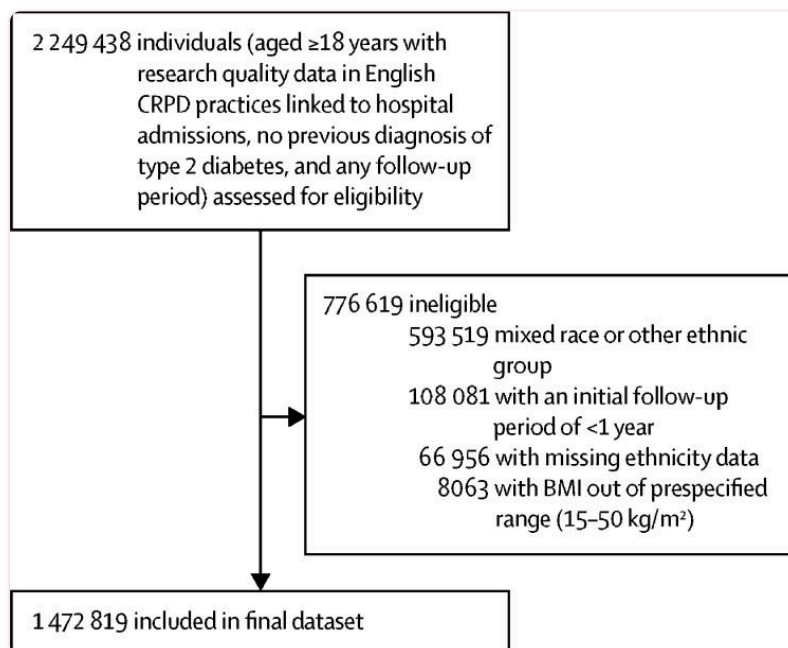 2 249 438 individuals (aged ≥18 years with
research quality data in English
CRPD practices linked to hospital
admissions, no previous diagnosis of
type 2 diabetes, and any follow-up
period) assessed for eligibility
776 619 ineligible
593 519 mixed race or other ethnic
group
108 081 with an initial follow-up
period of <1 year
66 956 with missing ethnicity data
8063 with BMI out of prespecified
range (15–50 kg/m²)
1 472 819 included in final dataset